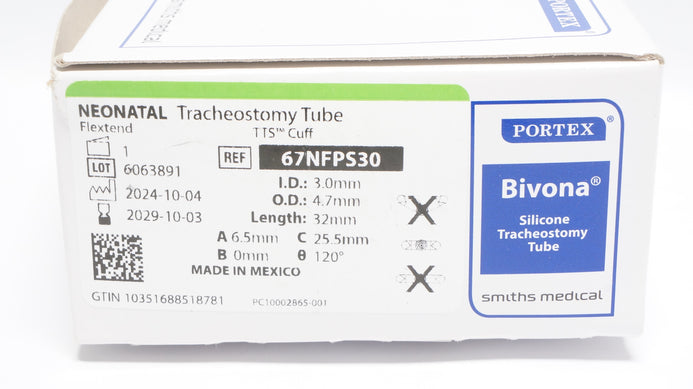 PORTEX
NEONATAL Tracheostomy Tube
Flextend TTS™ Cuff
1
LOT 6063891
REF 67NFPS30
2024-10-04
2029-10-03
I.D.: 3.0mm
O.D.: 4.7mm
Length: 32mm
A 6.5mm C 25.5mm
B 0mm θ 120°
MADE IN MEXICO
GTIN 10351688518781
PC10002865-001
PORTEX®
Bivona®
Silicone
Tracheostomy
Tube
smiths medical